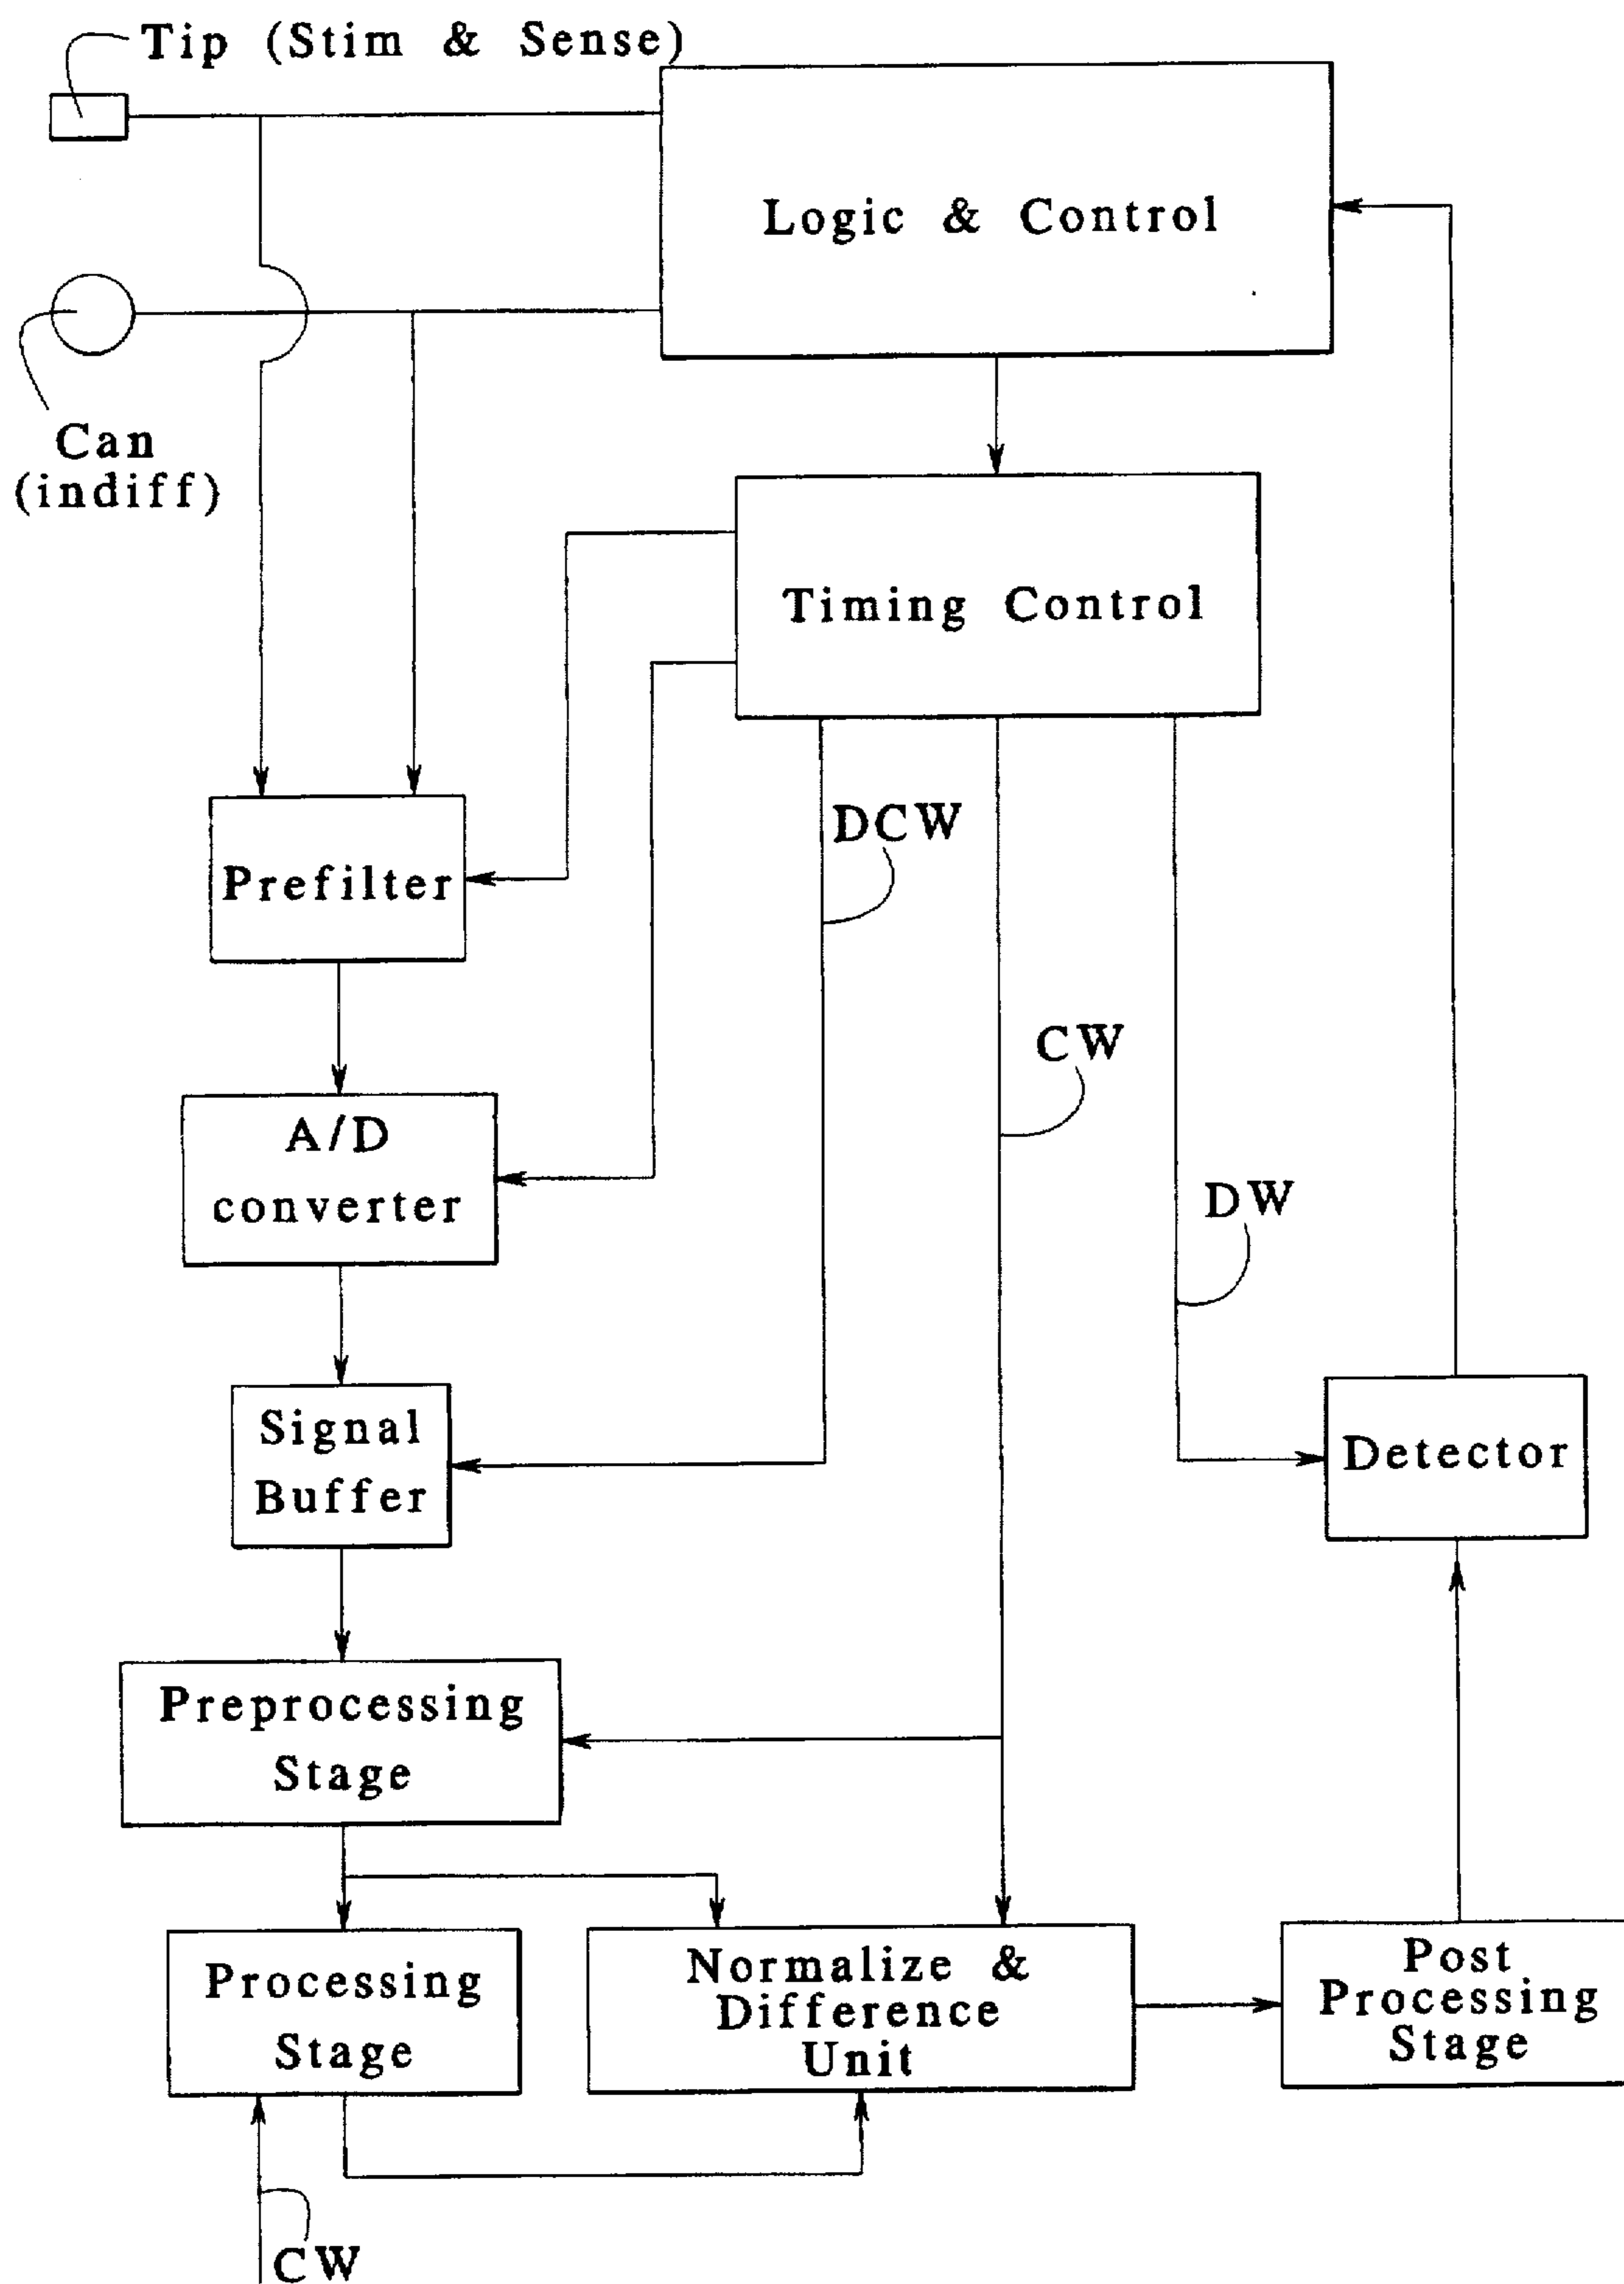 Tip (Stim & Sense)
Logic & Control
Can
(indiff)
Timing Control
DCW
Prefilter
CW
A/D
converter
DW
Signal
Buffer
Detector
Preprocessing
Stage
Processing
Stage
Normalize &
Difference
Unit
Post
Processing
Stage
CW